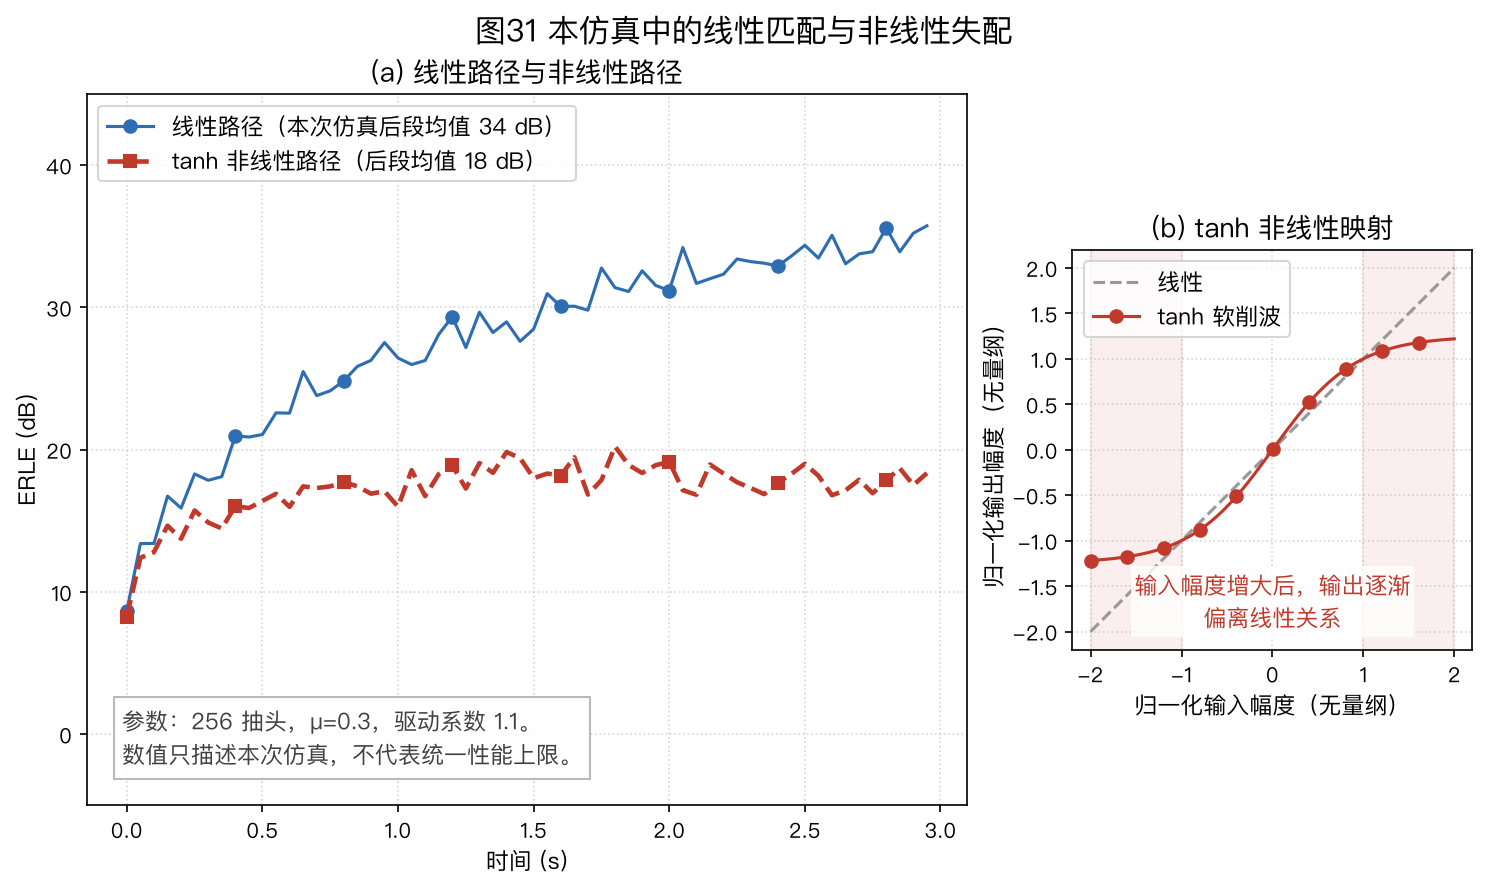 图31 本仿真中的线性匹配与非线性失配
(a) 线性路径与非线性路径
线性路径（本次仿真后段均值 34 dB）
tanh 非线性路径（后段均值 18 dB）
ERLE (dB)
40
30
20
10
0
参数：256 抽头，μ=0.3，驱动系数 1.1。
数值只描述本次仿真，不代表统一性能上限。
0.0 0.5 1.0 1.5 2.0 2.5 3.0
时间 (s)
(b) tanh 非线性映射
线性
tanh 软削波
归一化输出幅度（无量纲）
2.0
1.5
1.0
0.5
0.0
−0.5
−1.0
−1.5
−2.0
输入幅度增大后，输出逐渐
偏离线性关系
−2 −1 0 1 2
归一化输入幅度（无量纲）